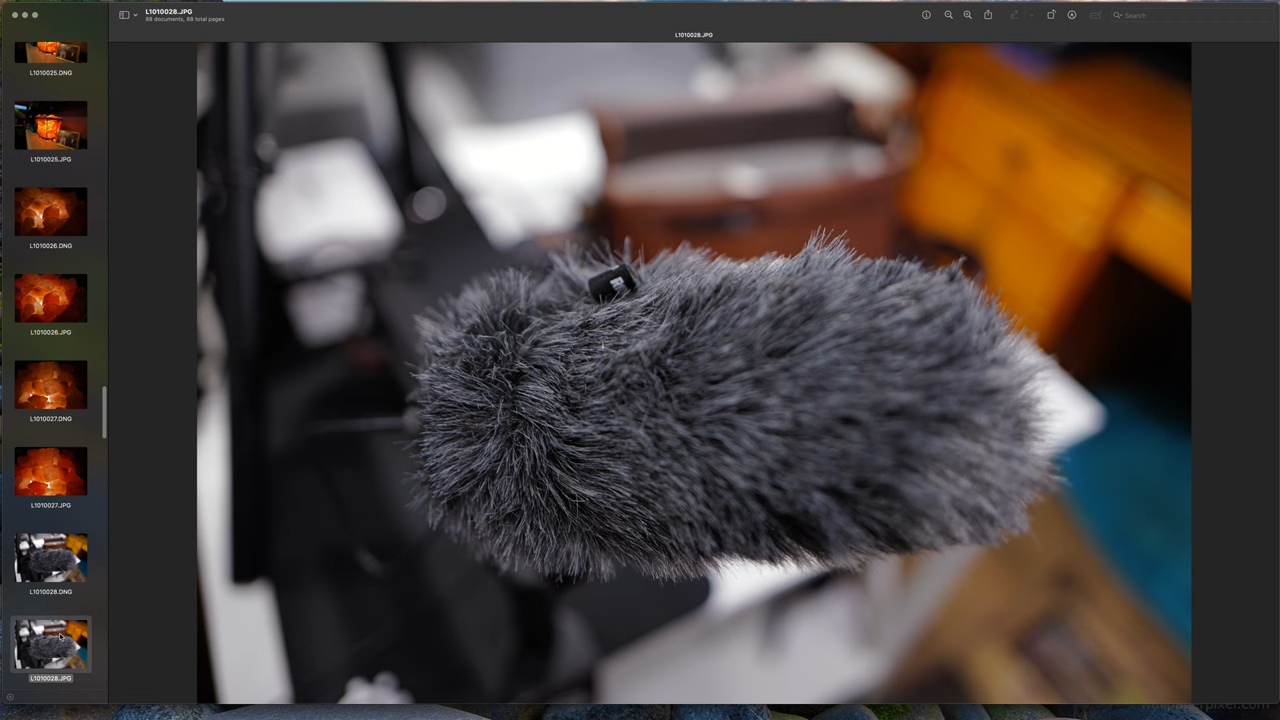 L1010028.JPG
88 documents, 88 total pages
Search
L1010028.JPG
L1010025.DNG
L1010025.JPG
L1010026.DNG
L1010026.JPG
L1010027.DNG
L1010027.JPG
L1010028.DNG
L1010028.JPG